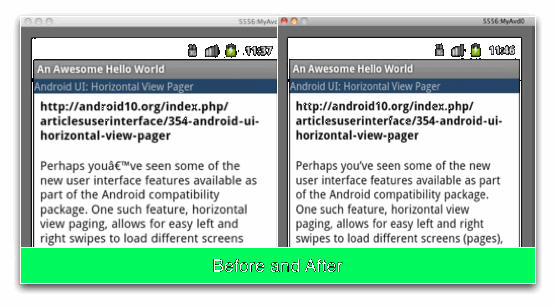 5556:MyAvd0
11:37
An Awesome Hello World
Android UI: Horizontal View Pager
http://android10.org/index.php/
articlesuserinterface/354-android-ui-
horizontal-view-pager
Perhaps youâ€™ve seen some of the
new user interface features available as
part of the Android compatibility
package. One such feature, horizontal
view paging, allows for easy left and
right swipes to load different screens
5556:MyAvd0
11:46
An Awesome Hello World
Android UI: Horizontal View Pager
http://android10.org/index.php/
articlesuserinterface/354-android-ui-
horizontal-view-pager
Perhaps you’ve seen some of the new
user interface features available as part
of the Android compatibility package.
One such feature, horizontal view
paging, allows for easy left and right
swipes to load different screens (pages),
Before and After